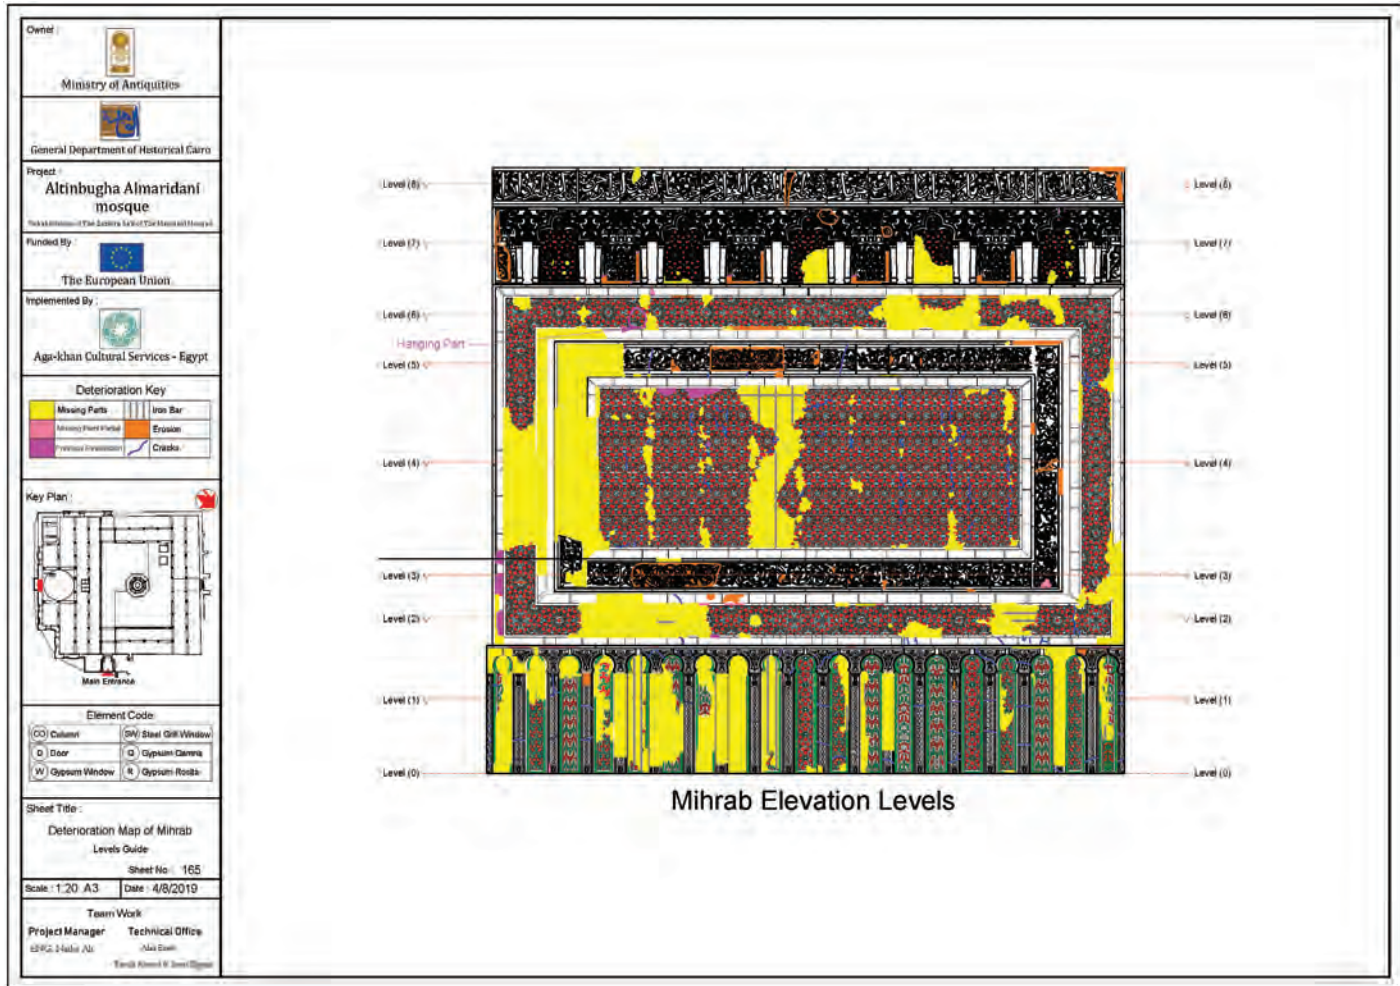 Owner :
Ministry of Antiquities
General Department of Historical Cairo
Project :
Altinbugha Almaridani
mosque
Funded By :
The European Union
Implemented By :
Aga-khan Cultural Services - Egypt
Deterioration Key
Missing Parts
Iron Bar
Erosion
Cracks
Key Plan :
Main Entrance
Element Code
CO Column
SW Steel Grill Window
D Door
G Gypsum Qamria
W Gypsum Window
R Gypsum Rosita
Sheet Title :
Deterioration Map of Mihrab
Levels Guide
Sheet No 165
Scale : 1:20 A3
Date : 4/8/2019
Team Work
Project Manager
Technical Office
Level (8)
Level (8)
Level (7)
Level (7)
Level (6)
Level (6)
Hanging Part
Level (5)
Level (5)
Level (4)
Level (4)
Level (3)
Level (3)
Level (2)
Level (2)
Level (1)
Level (1)
Level (0)
Level (0)
Mihrab Elevation Levels